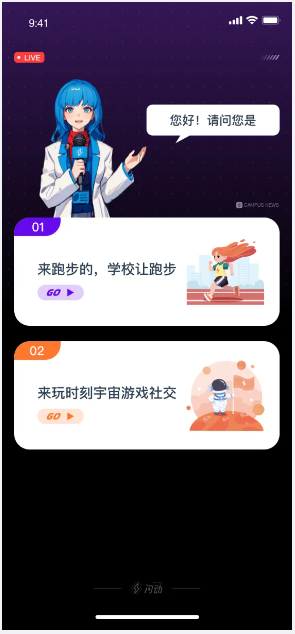 9:41
LIVE
您好！请问您是
CAMPUS NEWS
01
来跑步的，学校让跑步
GO
02
来玩时刻宇宙游戏社交
GO
闪动